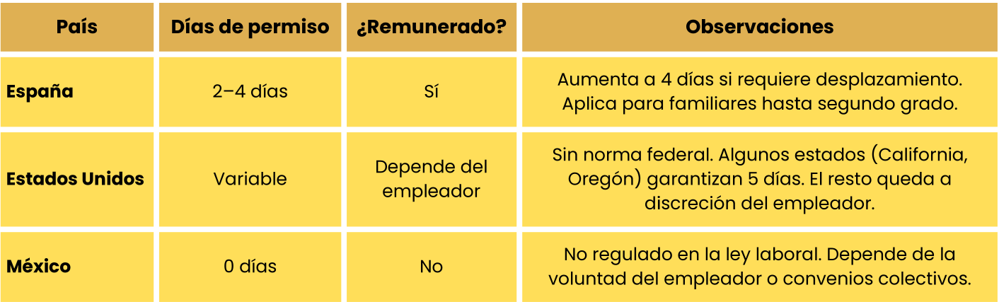 País
Días de permiso
¿Remunerado?
Observaciones
España
2–4 días
Sí
Aumenta a 4 días si requiere desplazamiento.
Aplica para familiares hasta segundo grado.
Estados Unidos
Variable
Depende del
empleador
Sin norma federal. Algunos estados (California,
Oregón) garantizan 5 días. El resto queda a
discreción del empleador.
México
0 días
No
No regulado en la ley laboral. Depende de la
voluntad del empleador o convenios colectivos.